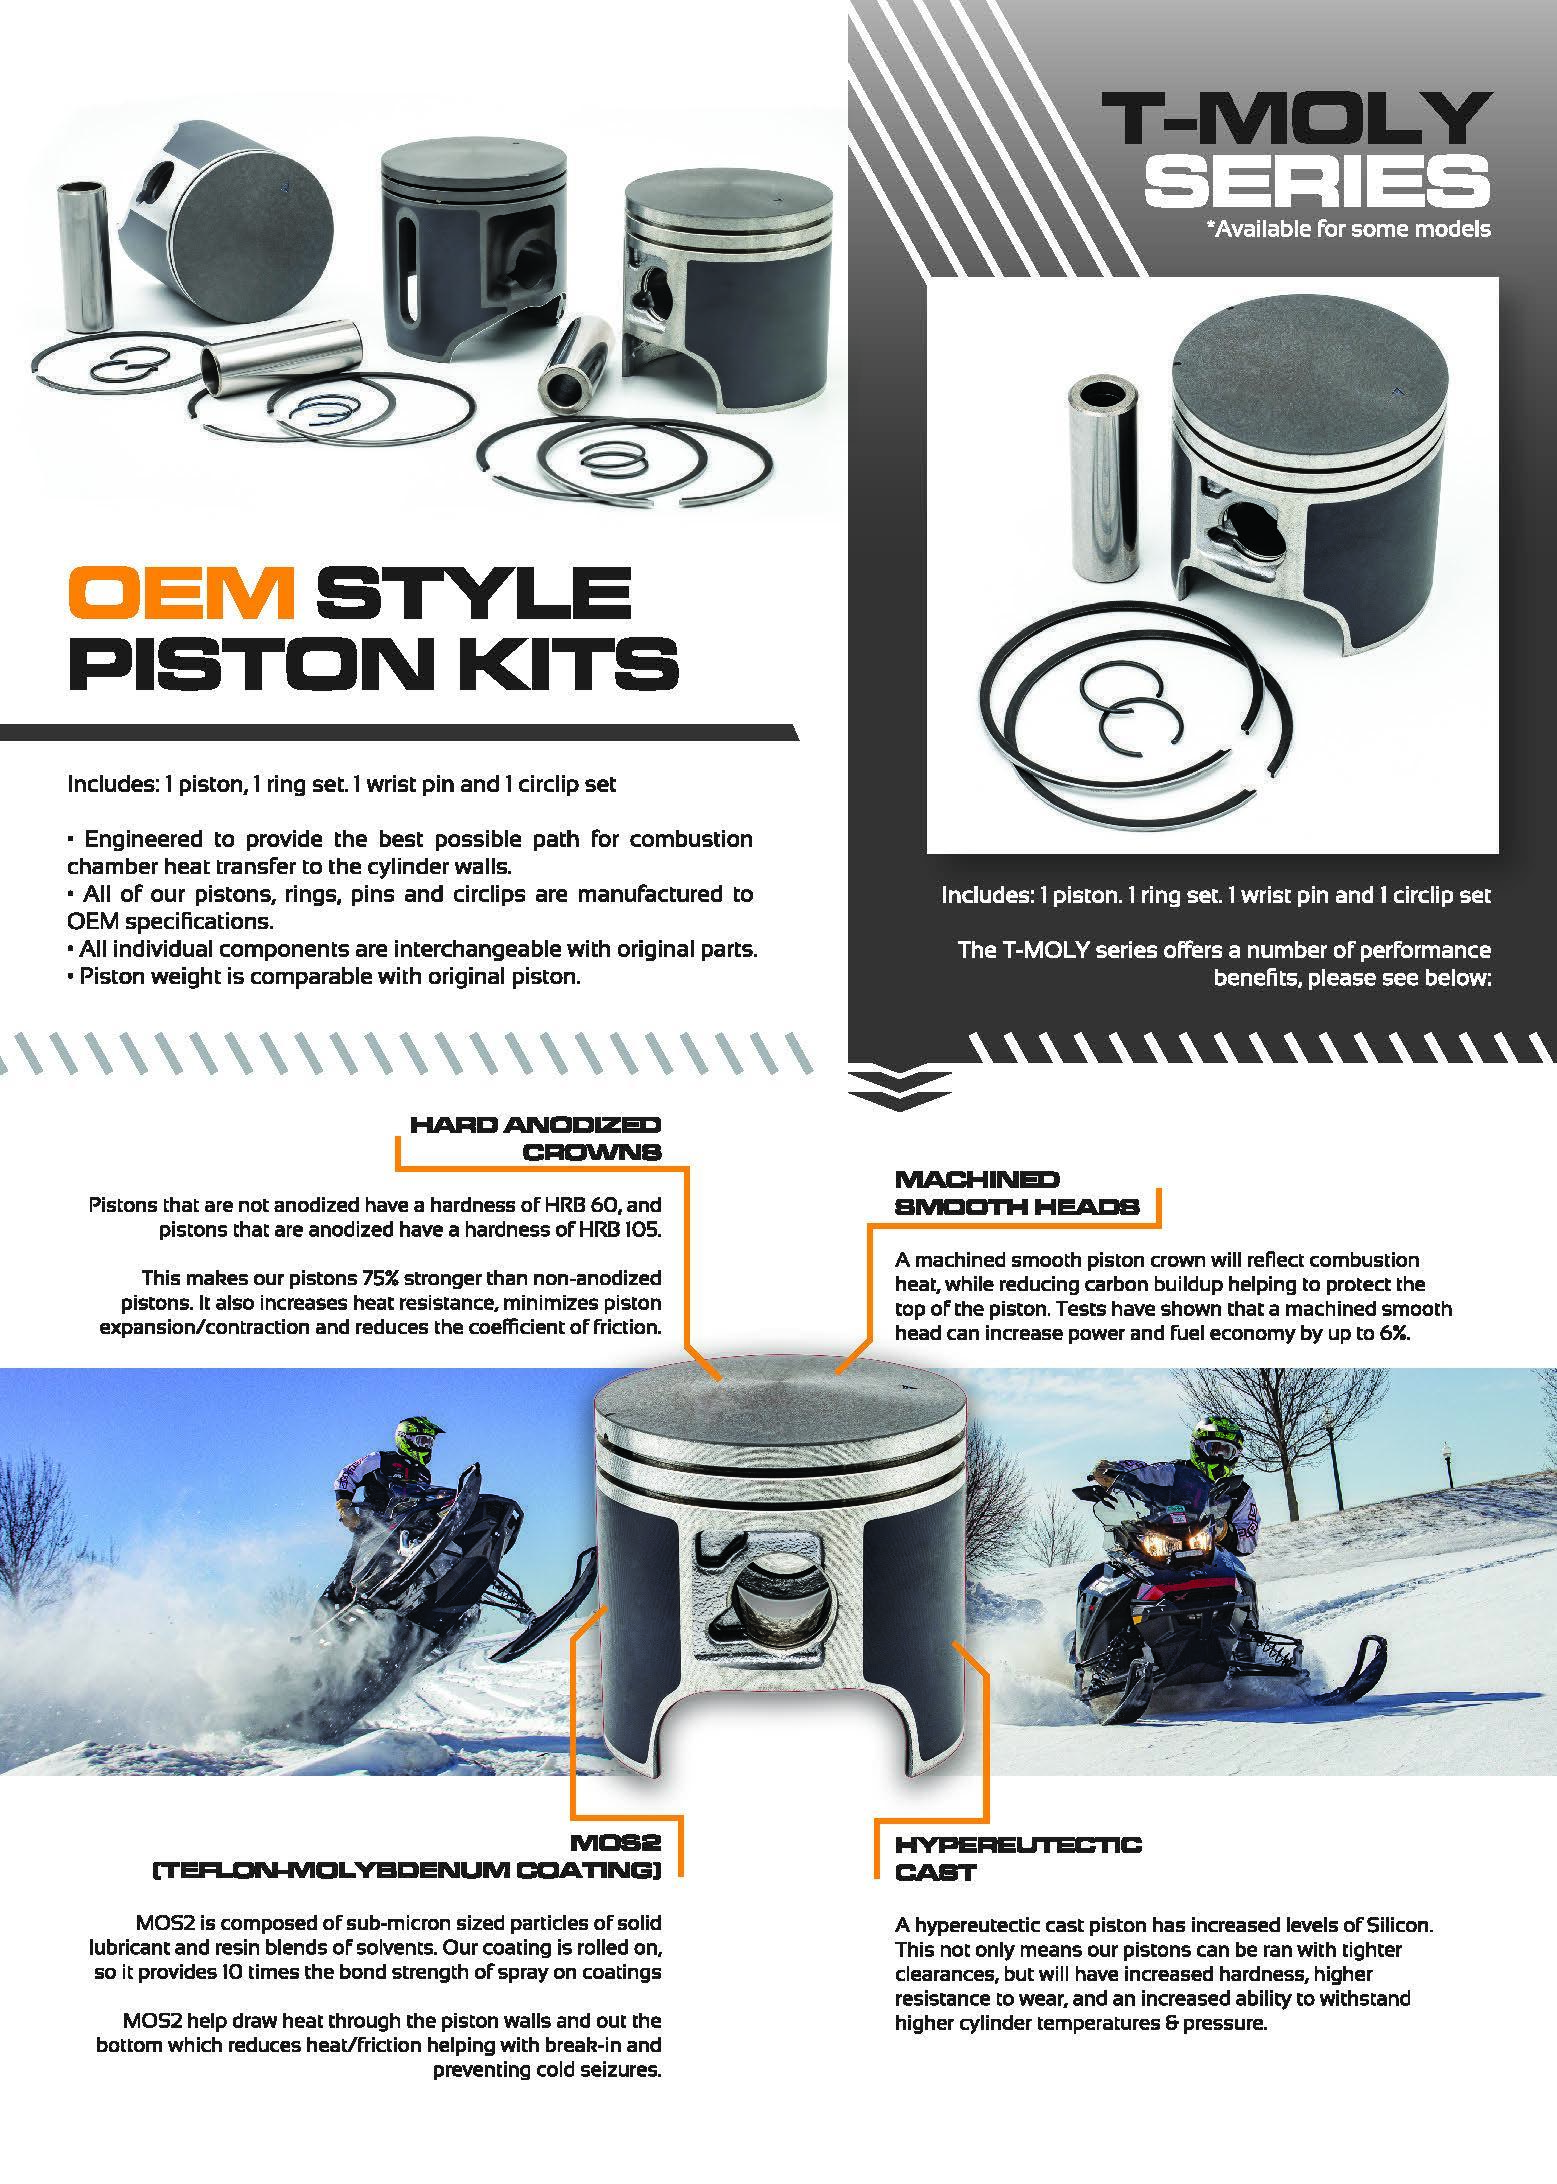 T-MOLY
SERIES
*Available for some models
OEM STYLE
PISTON KITS
Includes: 1 piston, 1 ring set. 1 wrist pin and 1 circlip set
• Engineered to provide the best possible path for combustion
chamber heat transfer to the cylinder walls.
• All of our pistons, rings, pins and circlips are manufactured to
OEM specifications.
• All individual components are interchangeable with original parts.
• Piston weight is comparable with original piston.
Includes: 1 piston. 1 ring set. 1 wrist pin and 1 circlip set
The T-MOLY series offers a number of performance
benefits, please see below:
HARD ANODIZED
CROWNS
Pistons that are not anodized have a hardness of HRB 60, and
pistons that are anodized have a hardness of HRB 105.
This makes our pistons 75% stronger than non-anodized
pistons. It also increases heat resistance, minimizes piston
expansion/contraction and reduces the coefficient of friction.
MACHINED
SMOOTH HEADS
A machined smooth piston crown will reflect combustion
heat, while reducing carbon buildup helping to protect the
top of the piston. Tests have shown that a machined smooth
head can increase power and fuel economy by up to 6%.
MOS2
(TEFLON-MOLYBDENUM COATING)
MOS2 is composed of sub-micron sized particles of solid
lubricant and resin blends of solvents. Our coating is rolled on,
so it provides 10 times the bond strength of spray on coatings
MOS2 help draw heat through the piston walls and out the
bottom which reduces heat/friction helping with break-in and
preventing cold seizures.
HYPEREUTECTIC
CAST
A hypereutectic cast piston has increased levels of Silicon.
This not only means our pistons can be ran with tighter
clearances, but will have increased hardness, higher
resistance to wear, and an increased ability to withstand
higher cylinder temperatures & pressure.